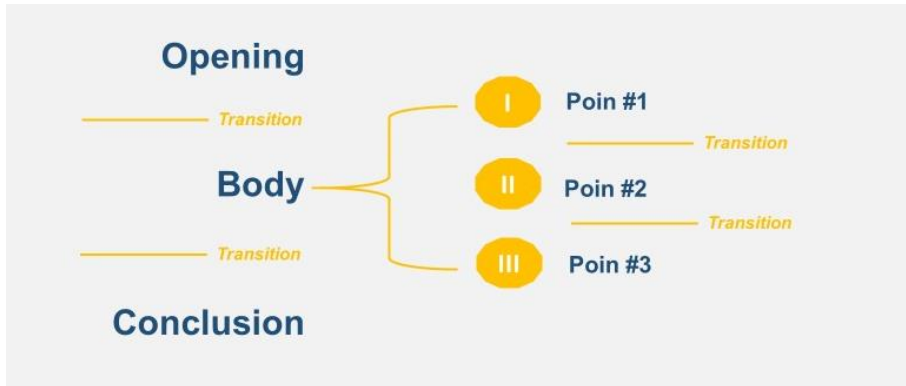 Opening
Transition
Body
Transition
Conclusion
I Poin #1
Transition
II Poin #2
Transition
III Poin #3